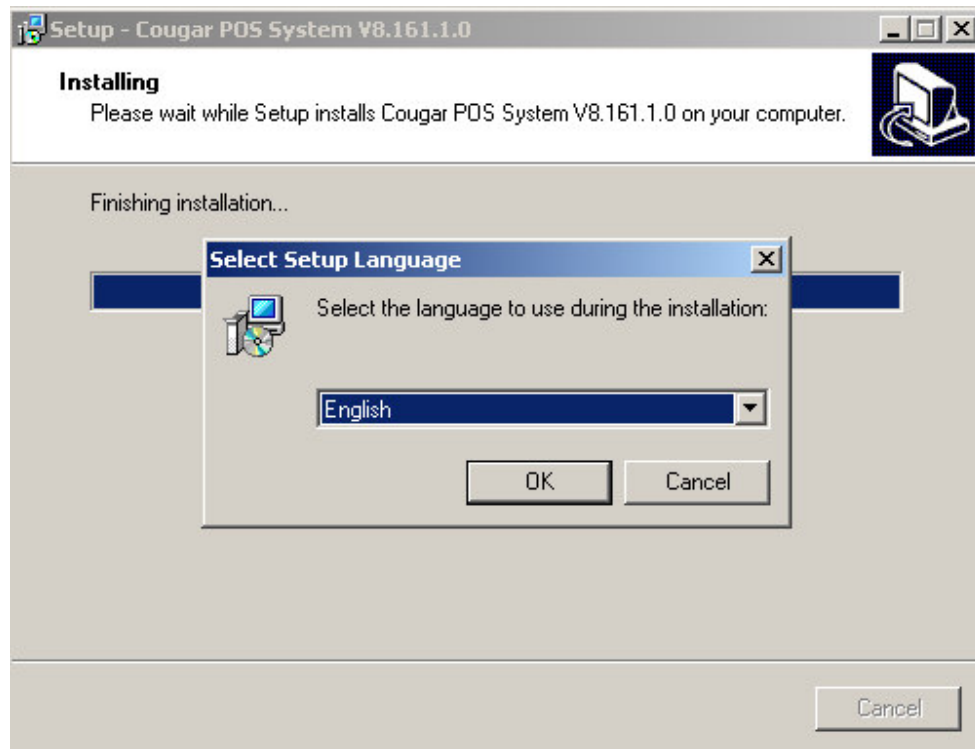 Setup - Cougar POS System V8.161.1.0
Installing
Please wait while Setup installs Cougar POS System V8.161.1.0 on your computer.
Finishing installation...
Select Setup Language
Select the language to use during the installation:
English
OK Cancel
Cancel